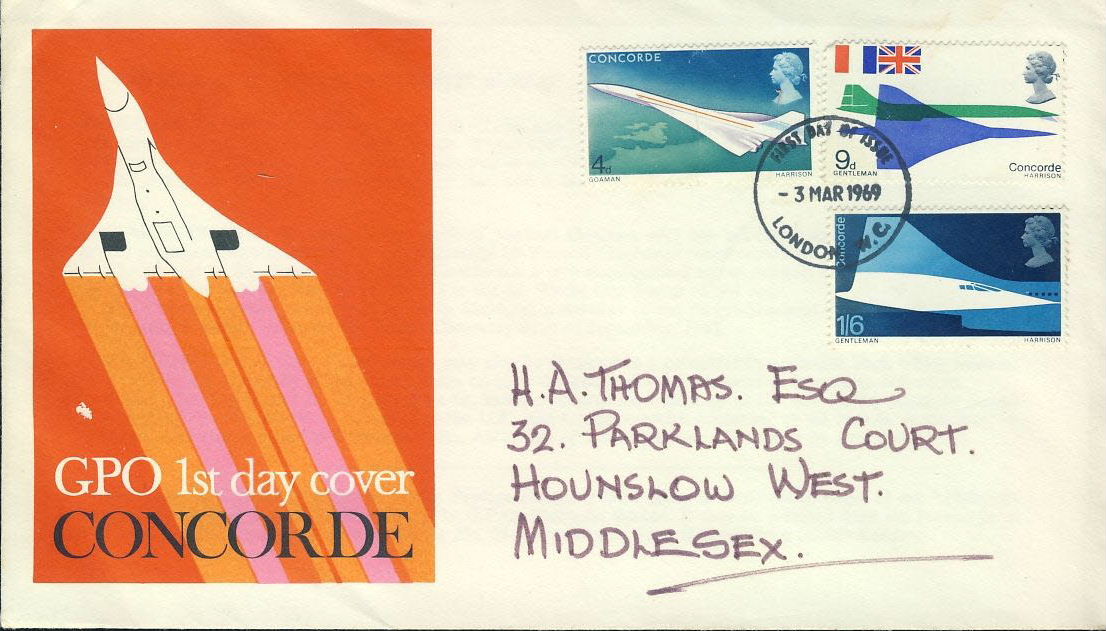 GPO 1st day cover
CONCORDE
CONCORDE
4d
GOAMAN HARRISON
9d
GENTLEMAN
Concorde
HARRISON
FIRST DAY OF ISSUE
- 3 MAR 1969
LONDON W.C.
Concorde
1/6
GENTLEMAN HARRISON
H.A. THOMAS. ESQ
32. PARKLANDS COURT.
HOUNSLOW WEST.
MIDDLESEX.